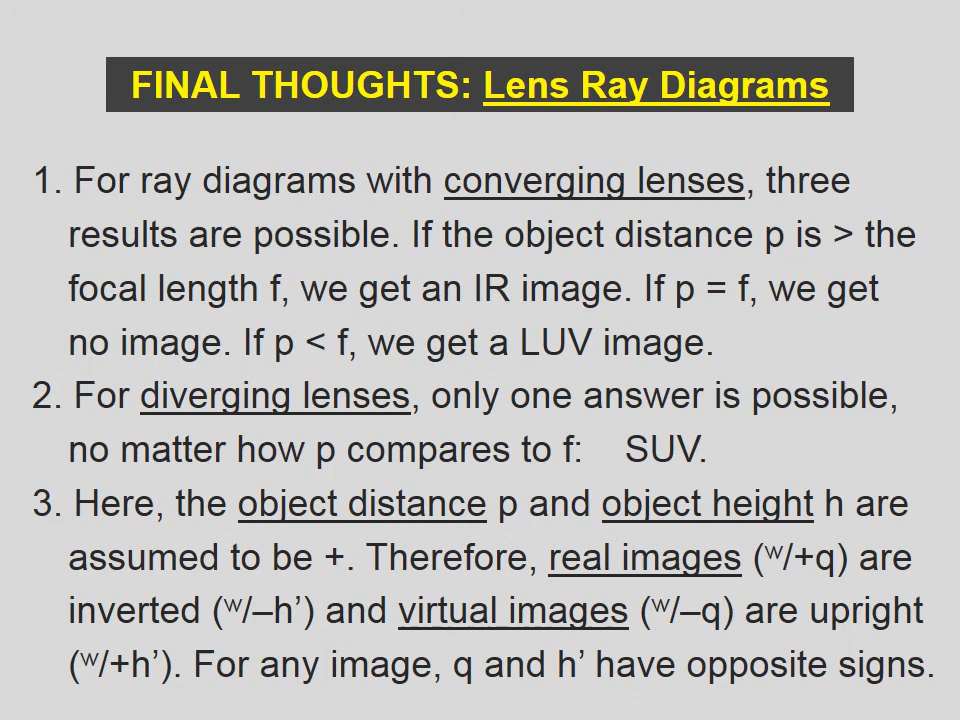 FINAL THOUGHTS: Lens Ray Diagrams
1. For ray diagrams with converging lenses, three
results are possible. If the object distance p is > the
focal length f, we get an IR image. If p = f, we get
no image. If p < f, we get a LUV image.
2. For diverging lenses, only one answer is possible,
no matter how p compares to f: SUV.
3. Here, the object distance p and object height h are
assumed to be +. Therefore, real images (w/+q) are
inverted (w/–h’) and virtual images (w/–q) are upright
(w/+h’). For any image, q and h’ have opposite signs.